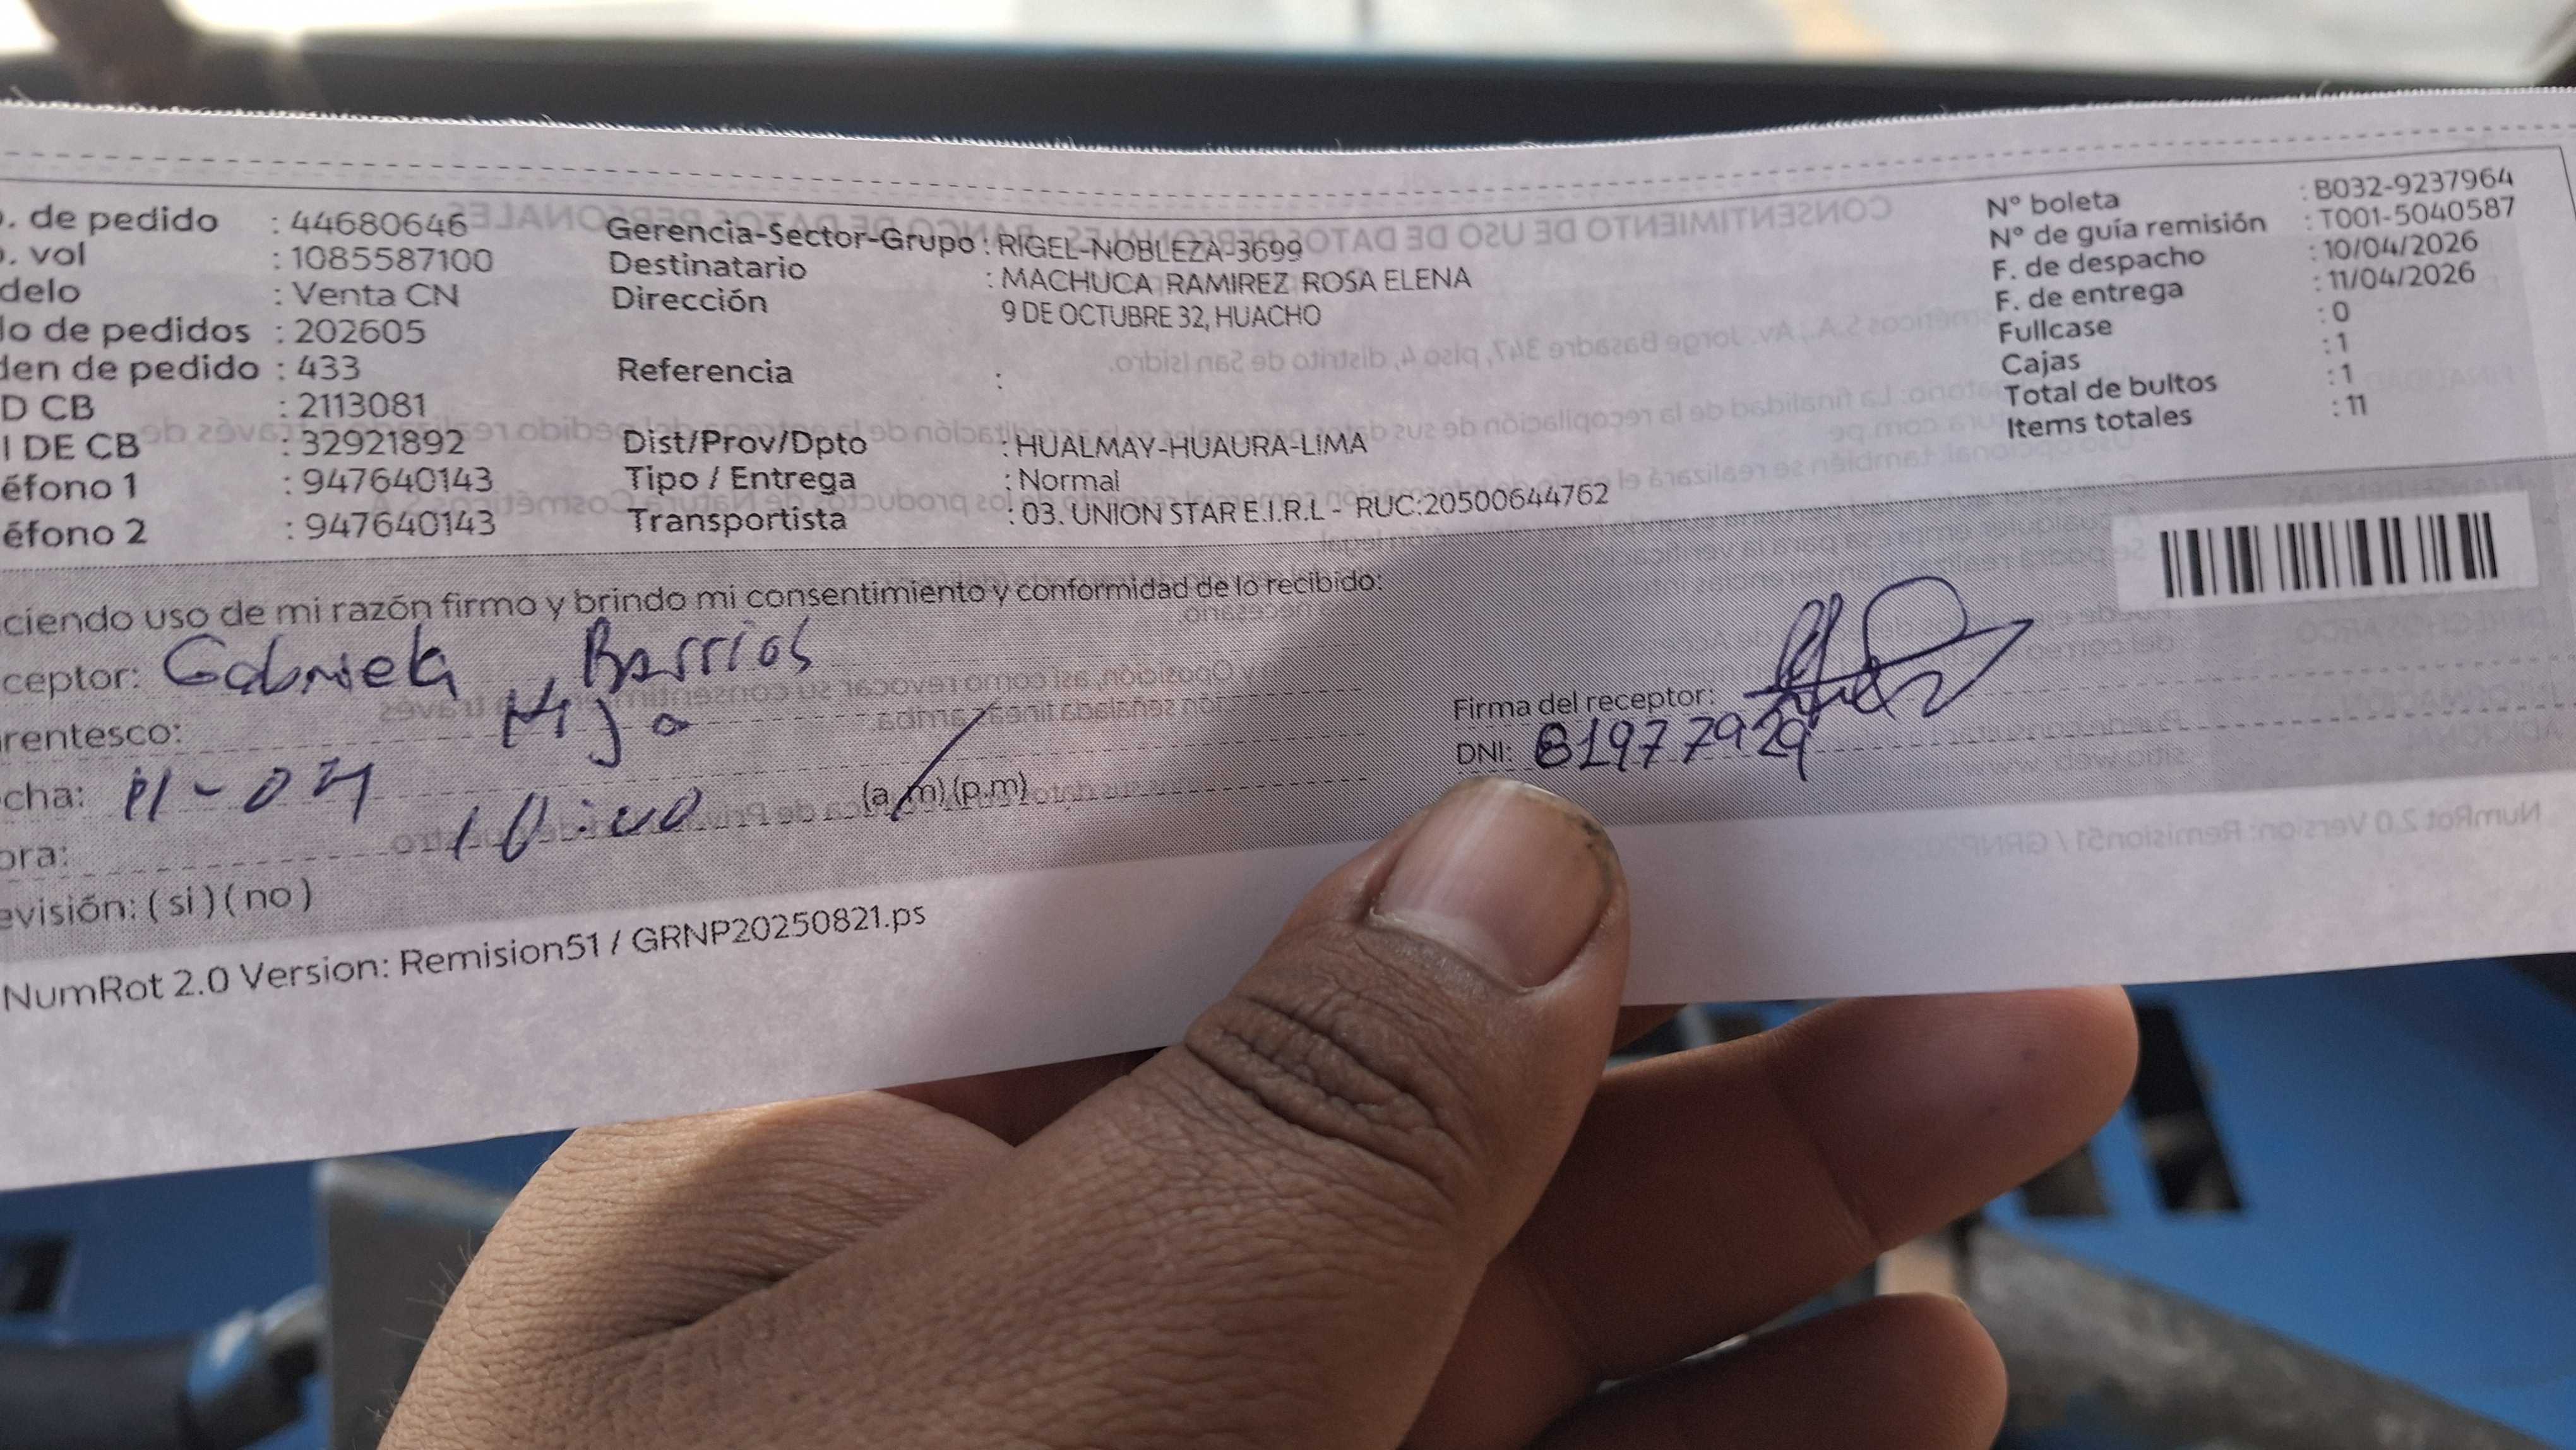 . de pedido : 44680646
. vol : 1085587100
delo : Venta CN
lo de pedidos : 202605
den de pedido : 433
D CB : 2113081
I DE CB : 32921892
éfono 1 : 947640143
éfono 2 : 947640143
Gerencia-Sector-Grupo : RIGEL-NOBLEZA-3699
Destinatario : MACHUCA RAMIREZ ROSA ELENA
Dirección 9 DE OCTUBRE 32, HUACHO
Referencia :
Dist/Prov/Dpto : HUALMAY-HUAURA-LIMA
Tipo / Entrega : Normal
Transportista : 03. UNION STAR E.I.R.L - RUC:20500644762
N° boleta : B032-9237964
N° de guía remisión : T001-5040587
F. de despacho : 10/04/2026
F. de entrega : 11/04/2026
Fullcase : 0
Cajas : 1
Total de bultos : 1
Items totales : 11
ciendo uso de mi razón firmo y brindo mi consentimiento y conformidad de lo recibido:
ceptor: Gabriela Barrios
rentesco: Hija
cha: 11-04
ora: 10:00 (a.m) (p.m)
evisión: ( si ) ( no )
Firma del receptor:
DNI: 81977929
NumRot 2.0 Version: Remision51 / GRNP20250821.ps